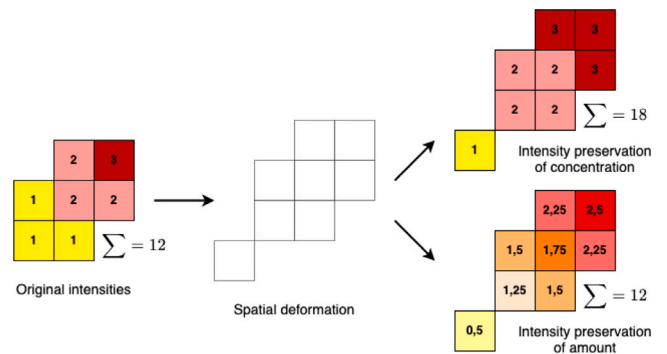 3 3
2 2 3
2 2 ∑ = 18
1
Intensity preservation
of concentration
2 3
1 2 2
1 1 ∑ = 12
Original intensities
Spatial deformation
2,25 2,5
1,5 1,75 2,25
1,25 1,5 ∑ = 12
0,5
Intensity preservation
of amount